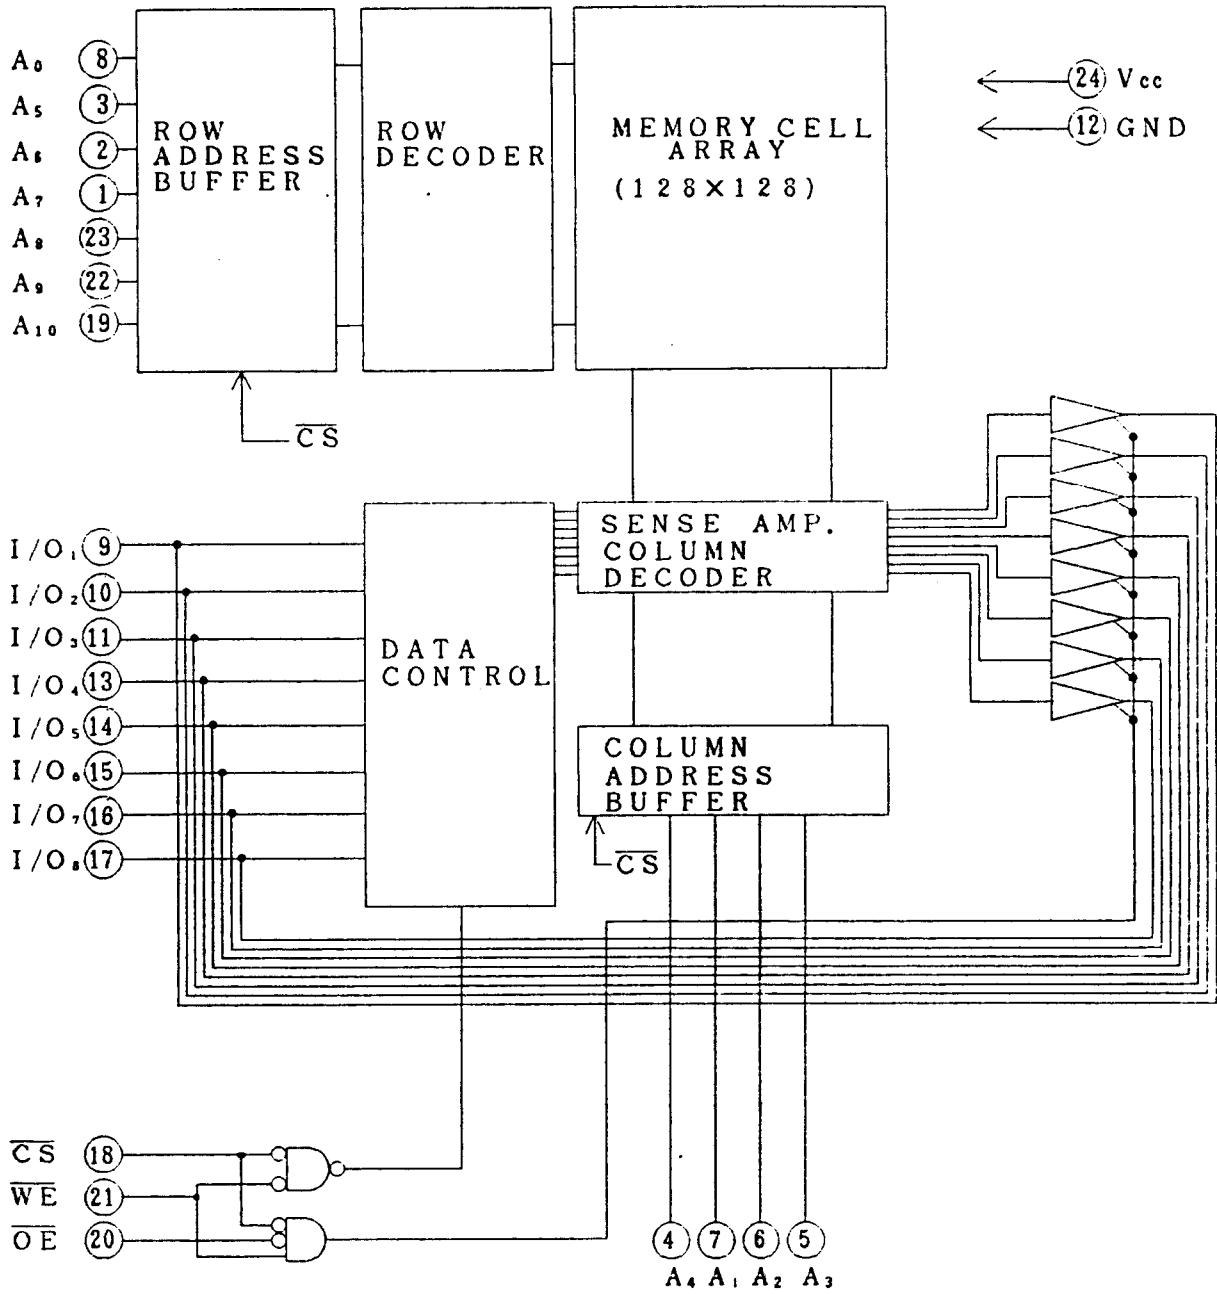 A0 8
A5 3
A6 2
A7 1
A8 23
A9 22
A10 19
ROW
ADDRESS
BUFFER
ROW
DECODER
MEMORY CELL
ARRAY
(128×128)
24 Vcc
12 GND
CS
I/O1 9
I/O2 10
I/O3 11
I/O4 13
I/O5 14
I/O6 15
I/O7 16
I/O8 17
DATA
CONTROL
SENSE AMP.
COLUMN
DECODER
COLUMN
ADDRESS
BUFFER
CS
CS 18
WE 21
OE 20
4 7 6 5
A4 A1 A2 A3